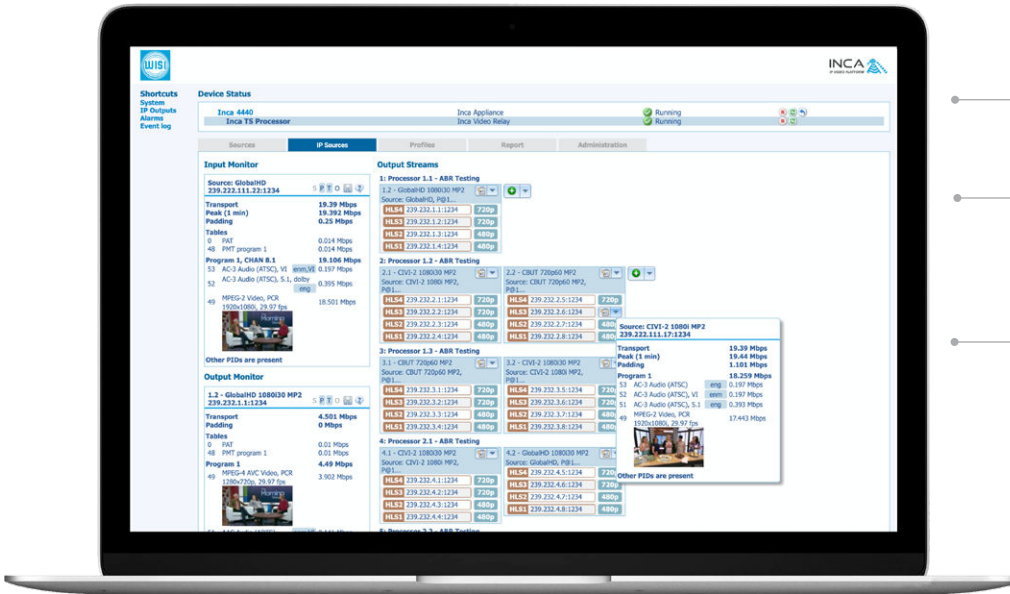 WISI
INCA
IP VIDEO PLATFORM
Shortcuts
System
IP Outputs
Alarms
Event log
Device Status
Inca 4440 Inca Appliance Running
Inca TS Processor Inca Video Relay Running
Sources IP Sources Profiles Report Administration
Input Monitor
Source: GlobalHD
239.222.111.22:1234
S P T O
Transport 19.39 Mbps
Peak (1 min) 19.392 Mbps
Padding 0.25 Mbps
Tables
0 PAT 0.014 Mbps
48 PMT program 1 0.014 Mbps
Program 1, CHAN 8.1 19.106 Mbps
53 AC-3 Audio (ATSC), VI enm,VI 0.197 Mbps
52 AC-3 Audio (ATSC), 5.1, dolby eng 0.395 Mbps
49 MPEG-2 Video, PCR 18.501 Mbps
1920x1080i, 29.97 fps
Morning
Other PIDs are present
Output Monitor
1.2 - GlobalHD 1080i30 MP2
239.232.1.1:1234
S P T O
Transport 4.501 Mbps
Padding 0 Mbps
Tables
0 PAT 0.01 Mbps
48 PMT program 1 0.01 Mbps
Program 1 4.49 Mbps
49 MPEG-4 AVC Video, PCR 3.902 Mbps
1280x720p, 29.97 fps
Morning
Output Streams
1: Processor 1.1 - ABR Testing
1.2 - GlobalHD 1080i30 MP2
Source: GlobalHD, P@1...
HLS4 239.232.1.1:1234 720p
HLS3 239.232.1.2:1234 720p
HLS2 239.232.1.3:1234 480p
HLS1 239.232.1.4:1234 480p
2: Processor 1.2 - ABR Testing
2.1 - CIVI-2 1080i30 MP2
Source: CIVI-2 1080i MP2,
P@1...
HLS4 239.232.2.1:1234 720p
HLS3 239.232.2.2:1234 720p
HLS2 239.232.2.3:1234 480p
HLS1 239.232.2.4:1234 480p
2.2 - CBUT 720p60 MP2
Source: CBUT 720p60 MP2,
P@1...
HLS4 239.232.2.5:1234 720p
HLS3 239.232.2.6:1234
HLS2 239.232.2.7:1234 480p
HLS1 239.232.2.8:1234 480p
3: Processor 1.3 - ABR Testing
3.1 - CBUT 720p60 MP2
Source: CBUT 720p60 MP2,
P@1...
HLS4 239.232.3.1:1234 720p
HLS3 239.232.3.2:1234 720p
HLS2 239.232.3.3:1234 480p
HLS1 239.232.3.4:1234 480p
3.2 - CIVI-2 1080i30 MP2
Source: CIVI-2 1080i MP2,
P@1...
HLS4 239.232.3.5:1234 720p
HLS3 239.232.3.6:1234 720p
HLS2 239.232.3.7:1234 480p
HLS1 239.232.3.8:1234 480p
4: Processor 2.1 - ABR Testing
4.1 - CIVI-2 1080i30 MP2
Source: CIVI-2 1080i MP2,
P@1...
HLS4 239.232.4.1:1234 720p
HLS3 239.232.4.2:1234 720p
HLS2 239.232.4.3:1234 480p
HLS1 239.232.4.4:1234 480p
4.2 - GlobalHD 1080i30 MP2
Source: GlobalHD, P@1...
HLS4 239.232.4.5:1234 720p
HLS3 239.232.4.6:1234 720p
HLS2 239.232.4.7:1234 480p
HLS1 239.232.4.8:1234 480p
Source: CIVI-2 1080i MP2
239.222.111.17:1234
Transport 19.39 Mbps
Peak (1 min) 19.44 Mbps
Padding 1.101 Mbps
Program 1 18.259 Mbps
53 AC-3 Audio (ATSC) eng 0.197 Mbps
52 AC-3 Audio (ATSC), VI enm 0.197 Mbps
51 AC-3 Audio (ATSC), 5.1 eng 0.393 Mbps
49 MPEG-2 Video, PCR 17.443 Mbps
1920x1080i, 29.97 fps
Other PIDs are present